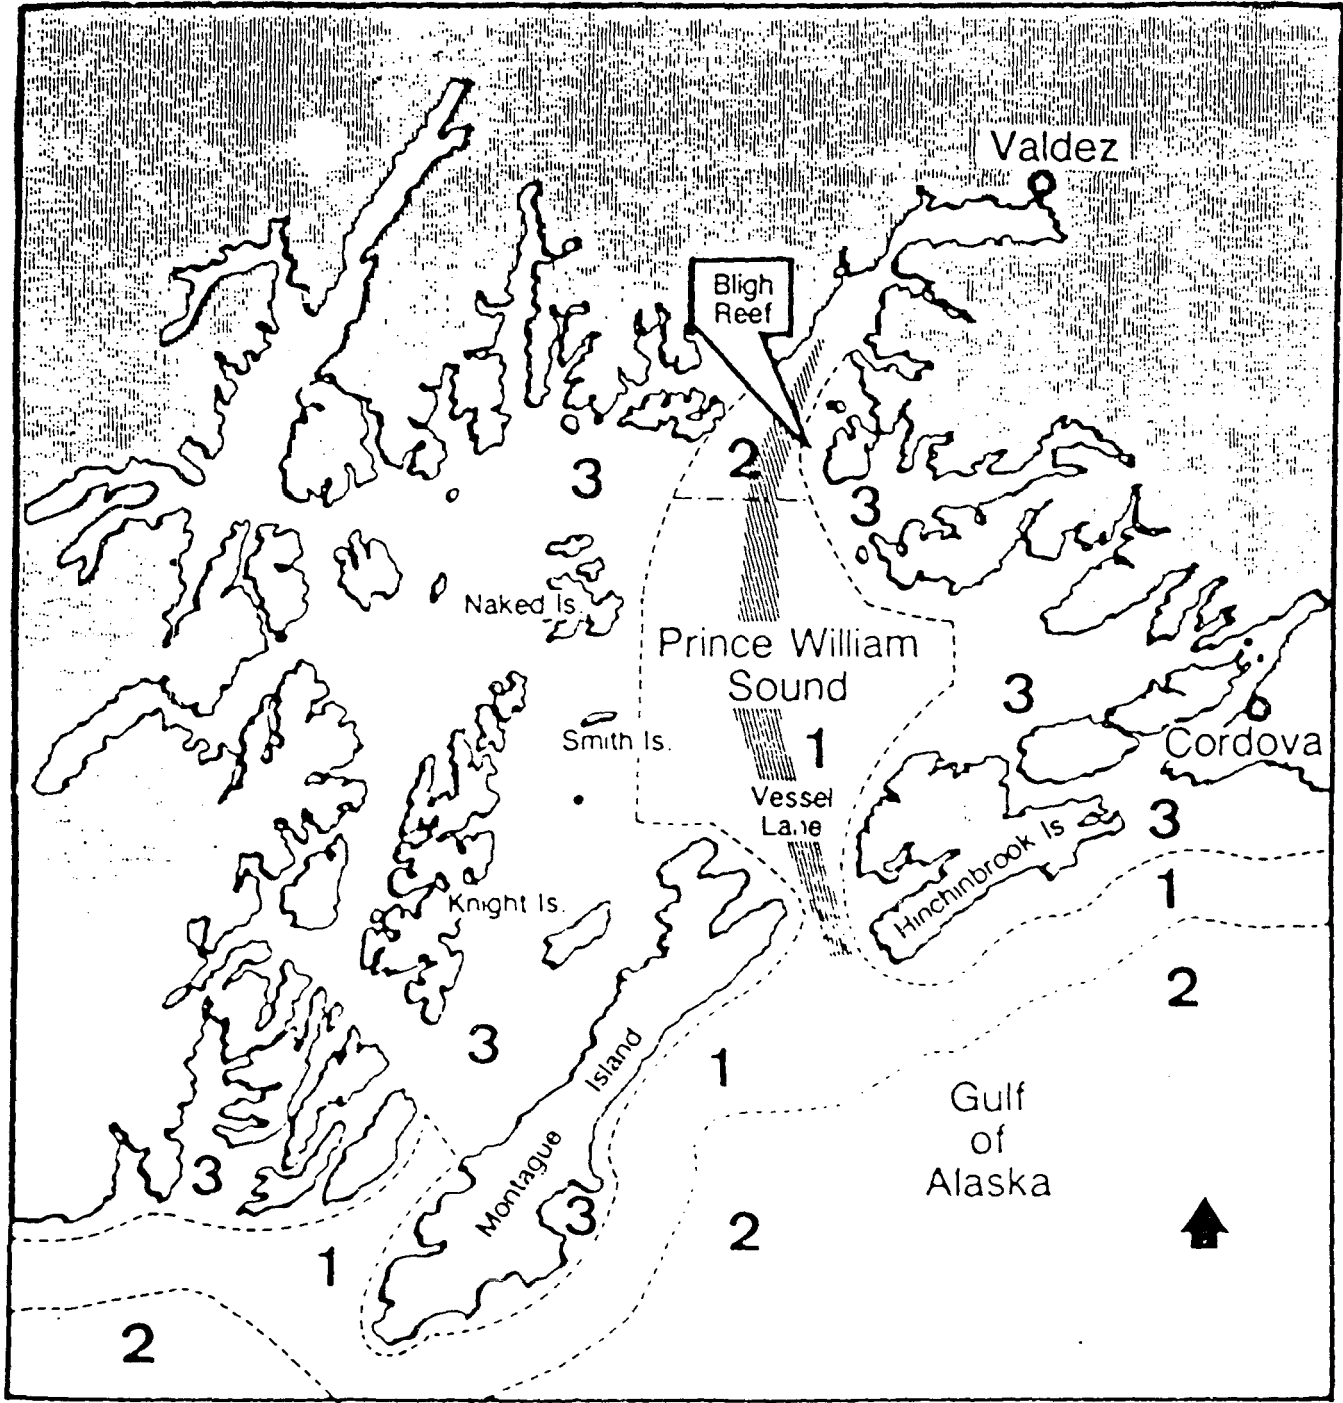 Valdez
Bligh
Reef
2
3
3
Naked Is.
Prince William
Sound
3
Smith Is.
1
Cordova
Vessel
Lane
3
Hinchinbrook Is
1
Knight Is.
2
3
Island
1
Gulf
of
Alaska
Montague
3
3
2
1
2